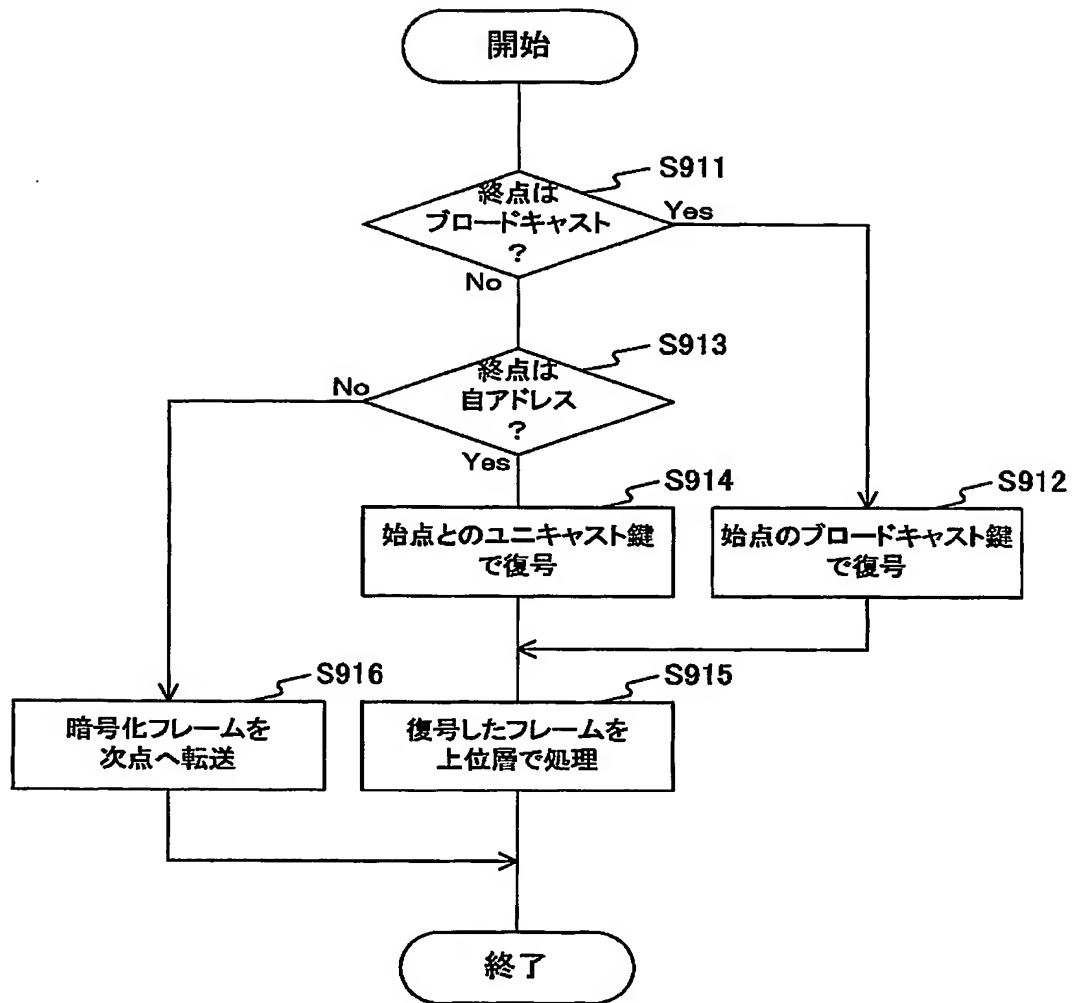 開始
S911
終点は
ブロードキャスト
?
Yes
No
S913
終点は
自アドレス
?
No
Yes
S914
始点とのユニキャスト鍵
で復号
S912
始点のブロードキャスト鍵
で復号
S916
暗号化フレームを
次点へ転送
S915
復号したフレームを
上位層で処理
終了